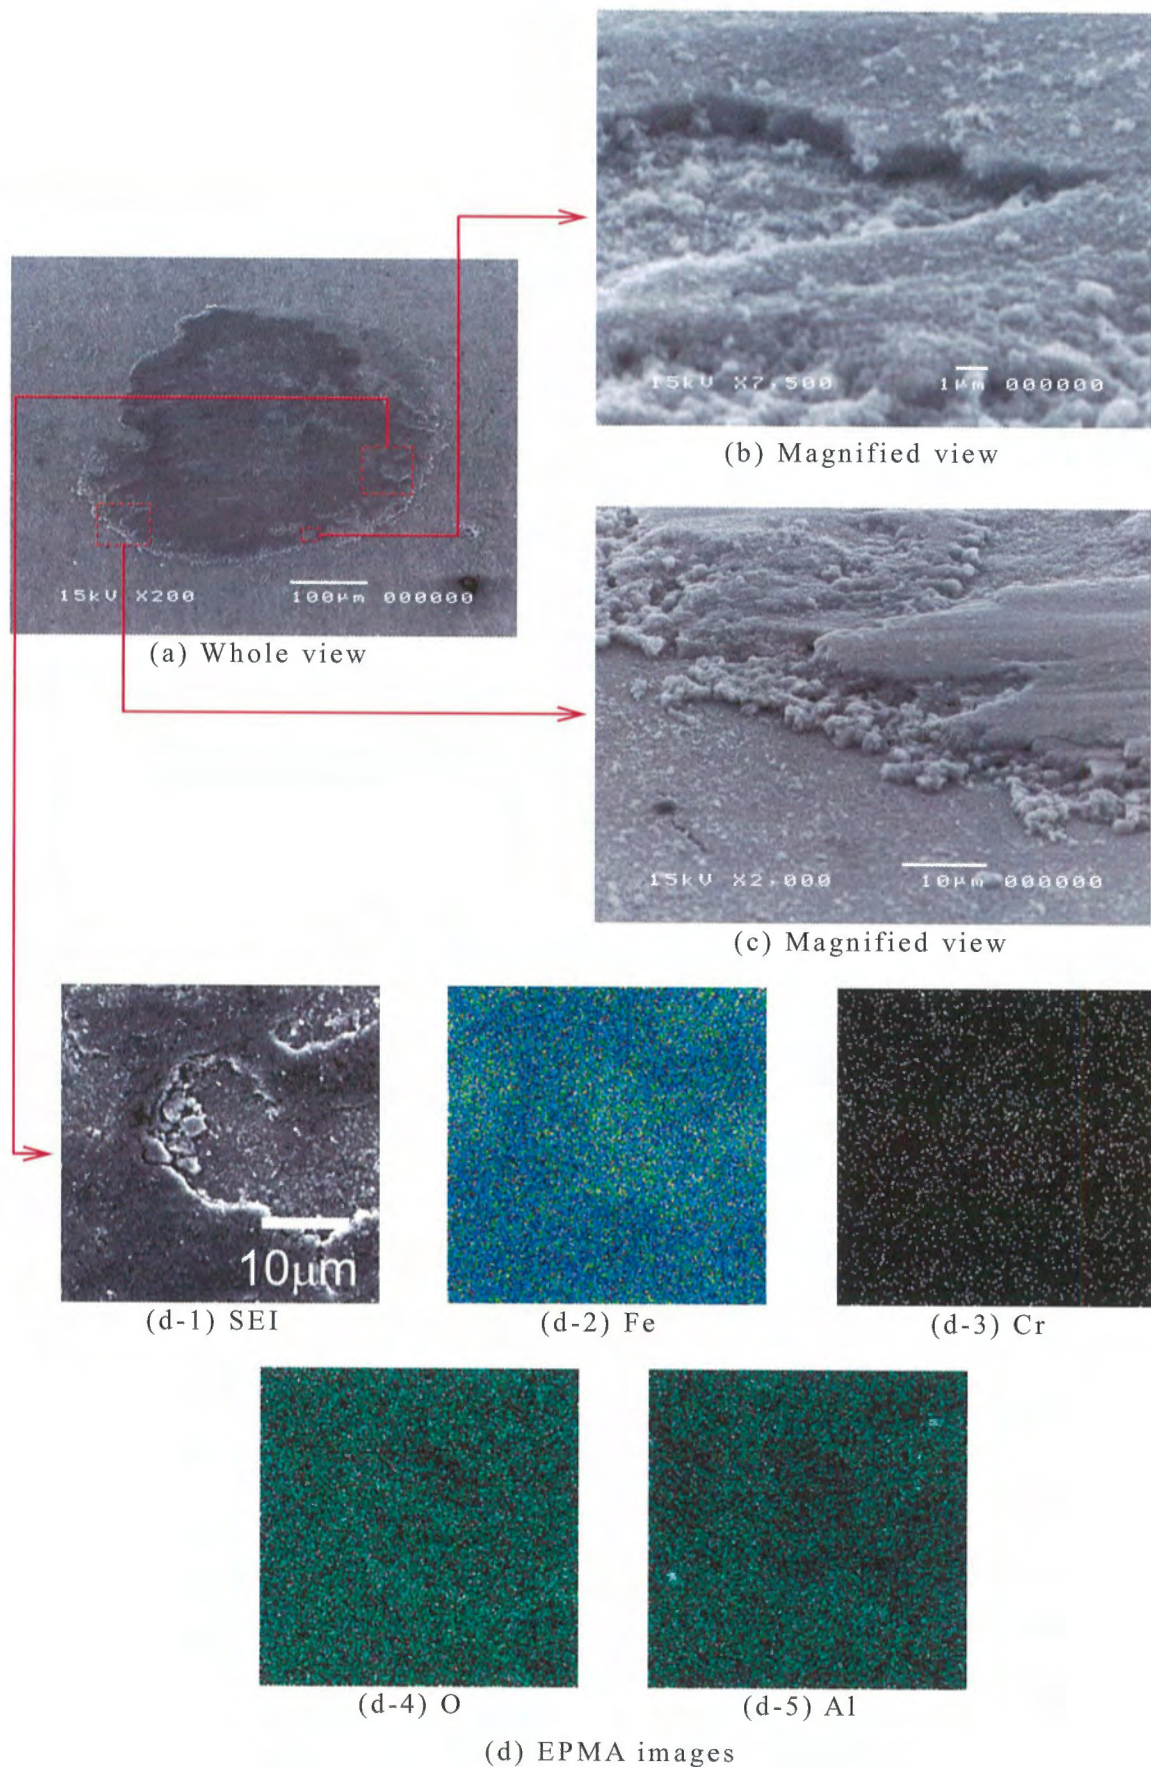 15kV X7,500 1μm 000000
(b) Magnified view
15kV X200 100μm 000000
(a) Whole view
15kV X2,000 10μm 000000
(c) Magnified view
10μm
(d-1) SEI
(d-2) Fe
(d-3) Cr
(d-4) O
(d-5) Al
(d) EPMA images